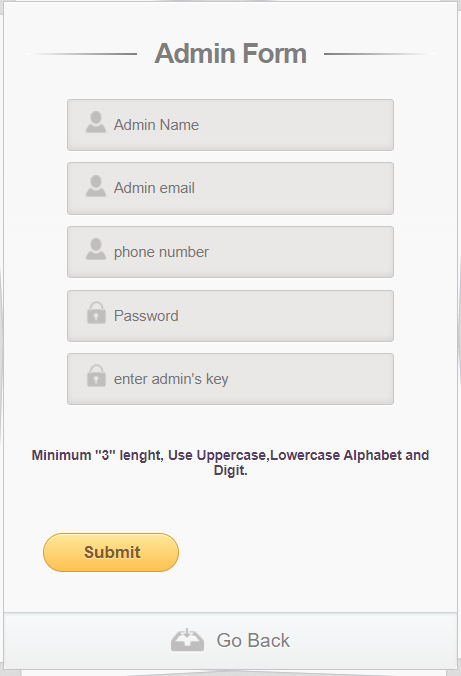 Admin Form
Admin Name
Admin email
phone number
Password
enter admin's key
Minimum "3" lenght, Use Uppercase,Lowercase Alphabet and
Digit.
Submit
Go Back